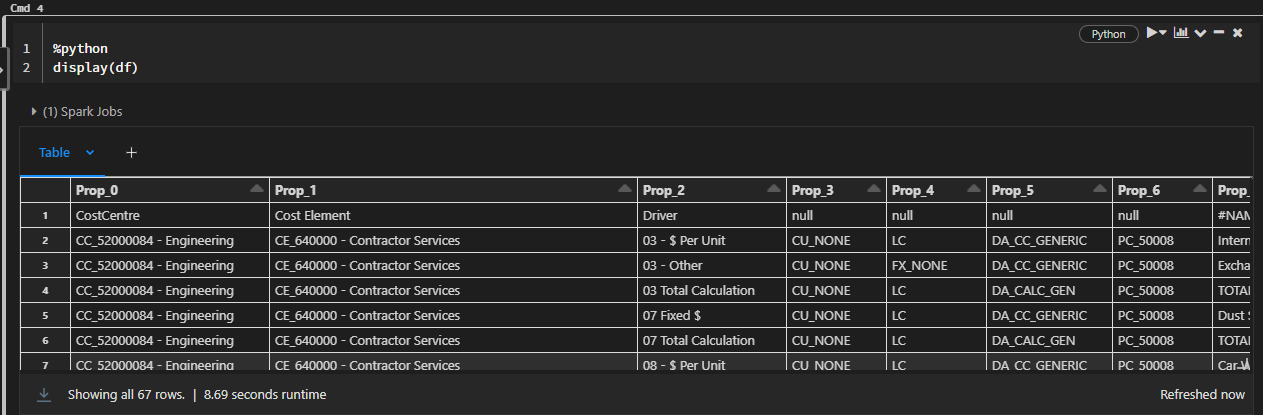 Cmd 4
Python
1 %python
2 display(df)
(1) Spark Jobs
Table +
Prop_0 Prop_1 Prop_2 Prop_3 Prop_4 Prop_5 Prop_6 Prop_
1 CostCentre Cost Element Driver null null null null #NAM
2 CC_52000084 - Engineering CE_640000 - Contractor Services 03 - $ Per Unit CU_NONE LC DA_CC_GENERIC PC_50008 Intern
3 CC_52000084 - Engineering CE_640000 - Contractor Services 03 - Other CU_NONE FX_NONE DA_CC_GENERIC PC_50008 Excha
4 CC_52000084 - Engineering CE_640000 - Contractor Services 03 Total Calculation CU_NONE LC DA_CALC_GEN PC_50008 TOTAL
5 CC_52000084 - Engineering CE_640000 - Contractor Services 07 Fixed $ CU_NONE LC DA_CC_GENERIC PC_50008 Dust S
6 CC_52000084 - Engineering CE_640000 - Contractor Services 07 Total Calculation CU_NONE LC DA_CALC_GEN PC_50008 TOTAL
7 CC_52000084 - Engineering CE_640000 - Contractor Services 08 - $ Per Unit CU_NONE LC DA_CC_GENERIC PC_50008 Car-W
Showing all 67 rows. | 8.69 seconds runtime Refreshed now